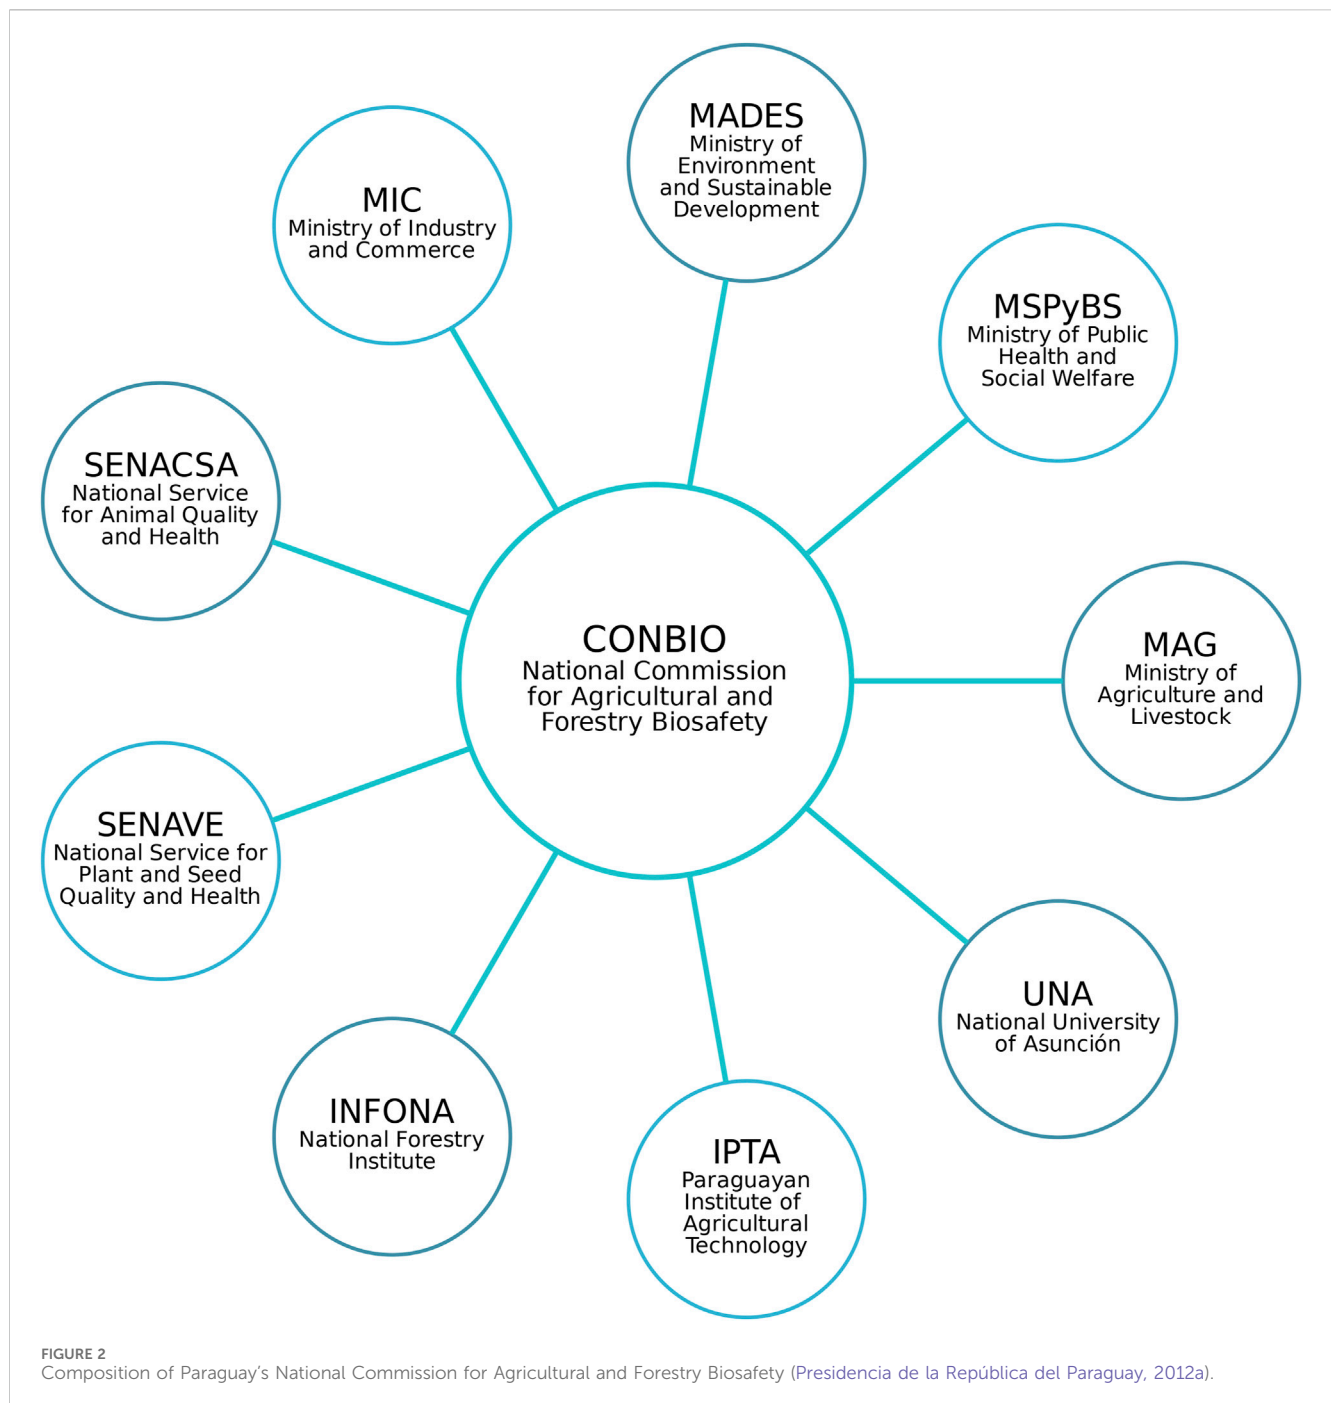 MADES
Ministry of
Environment
and Sustainable
Development
MIC
Ministry of Industry
and Commerce
MSPyBS
Ministry of Public
Health and
Social Welfare
SENACSA
National Service
for Animal Quality
and Health
CONBIO
National Commission
for Agricultural and
Forestry Biosafety
MAG
Ministry of
Agriculture and
Livestock
SENAVE
National Service for
Plant and Seed
Quality and Health
UNA
National University
of Asunción
INFONA
National Forestry
Institute
IPTA
Paraguayan
Institute of
Agricultural
Technology
FIGURE 2
Composition of Paraguay’s National Commission for Agricultural and Forestry Biosafety (Presidencia de la República del Paraguay, 2012a).